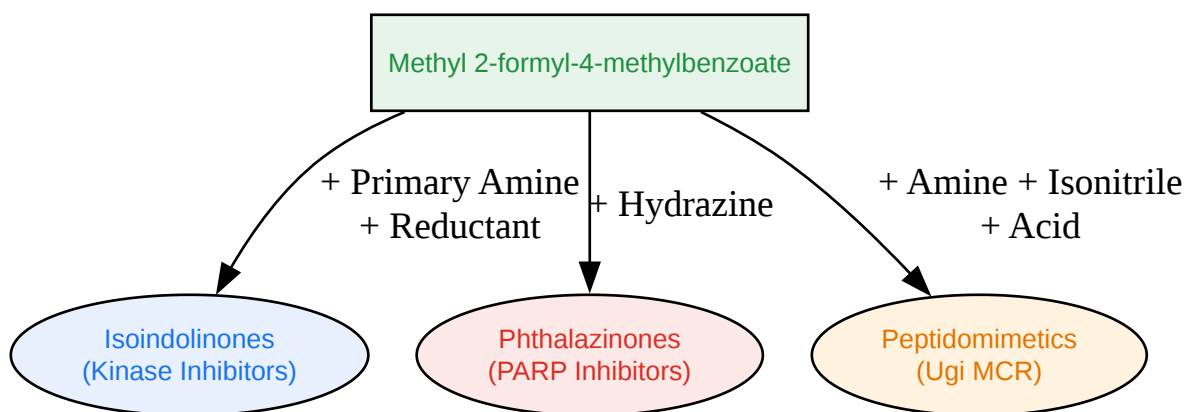 Methyl 2-formyl-4-methylbenzoate
+ Primary Amine
+ Reductant
+ Hydrazine
+ Amine + Isonitrile
+ Acid
Isoindolinones
(Kinase Inhibitors)
Phthalazinones
(PARP Inhibitors)
Peptidomimetics
(Ugi MCR)